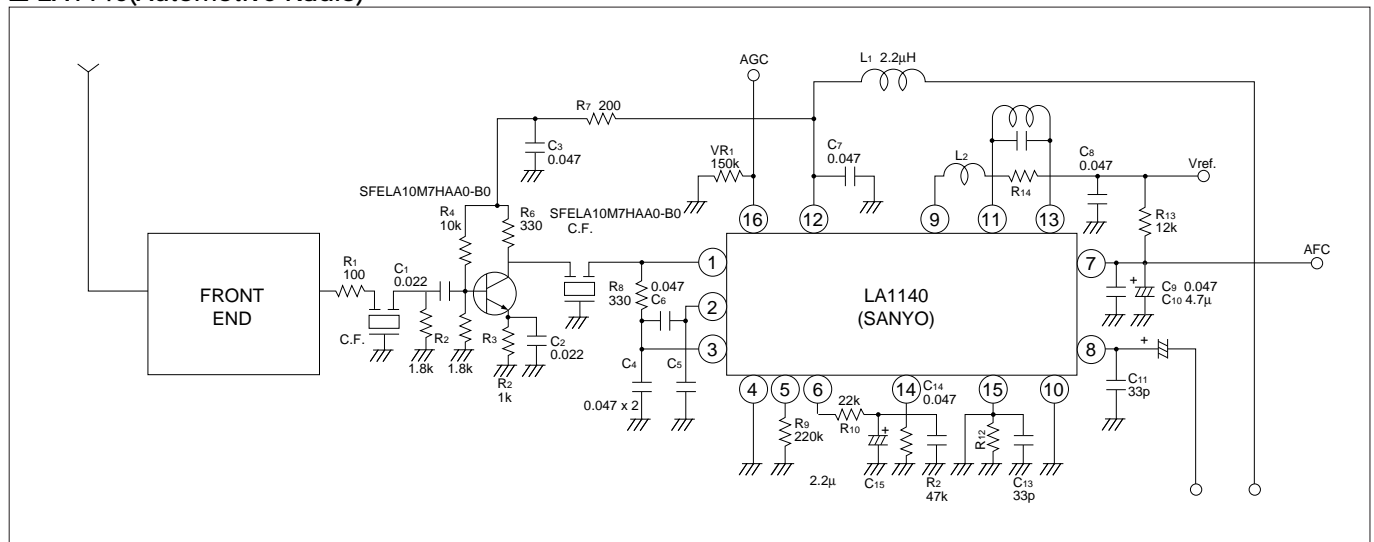 AGC
L1 2.2μH
R7 200
C3
0.047
VR1
150k
C7
0.047
L2
R14
C8
0.047
Vref.
SFELA10M7HAA0-B0
R4
10k
R6
330
SFELA10M7HAA0-B0
C.F.
16
12
9
11
13
R13
12k
FRONT
END
R1
100
C.F.
C1
0.022
R2
1.8k
R3
1.8k
R2
1k
C2
0.022
R8
330
0.047
C6
C4
C5
0.047 x 2
1
2
3
LA1140
(SANYO)
7
AFC
C9 0.047
C10 4.7μ
8
C11
33p
4
5
6
14
15
10
R9
220k
22k
R10
2.2μ
C15
C14
0.047
R2
47k
R12
C13
33p